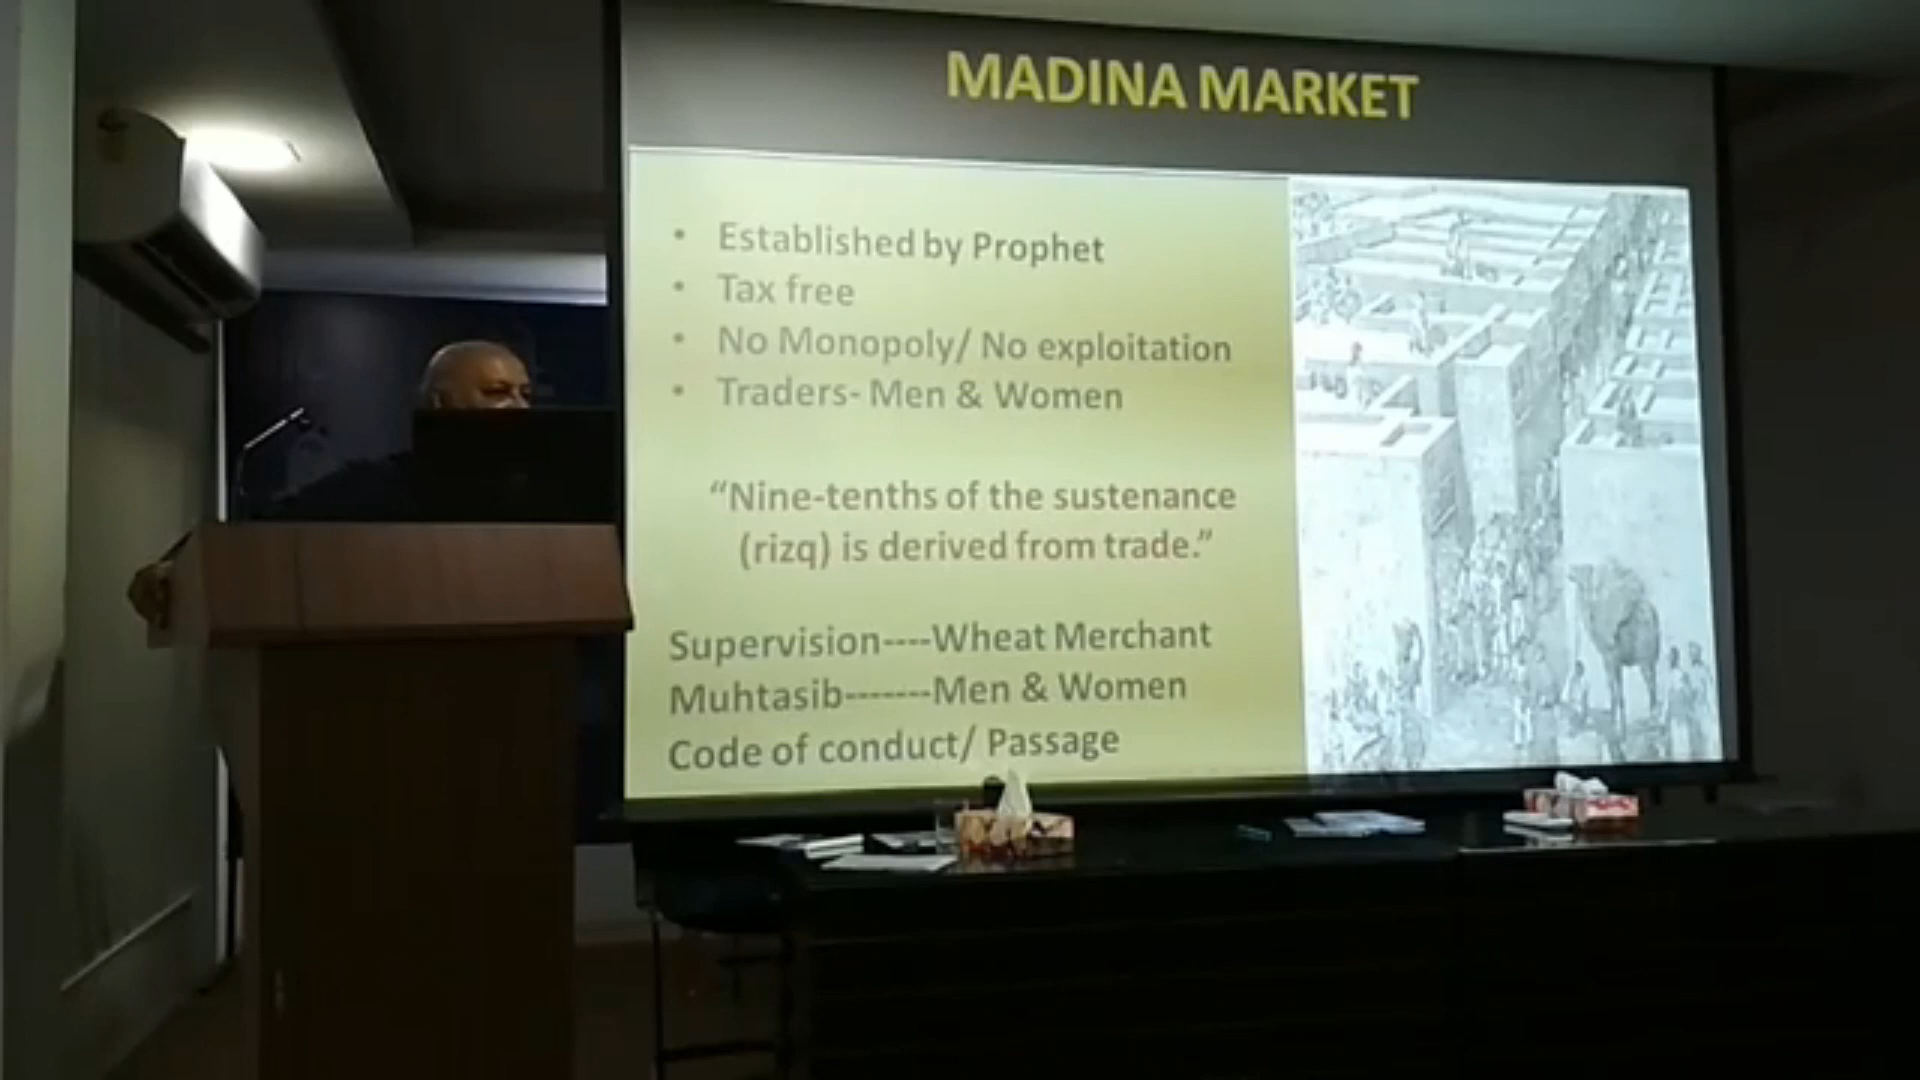 MADINA MARKET
• Established by Prophet
• Tax free
• No Monopoly/ No exploitation
• Traders- Men & Women
“Nine-tenths of the sustenance
(rizq) is derived from trade.”
Supervision----Wheat Merchant
Muhtasib-------Men & Women
Code of conduct/ Passage